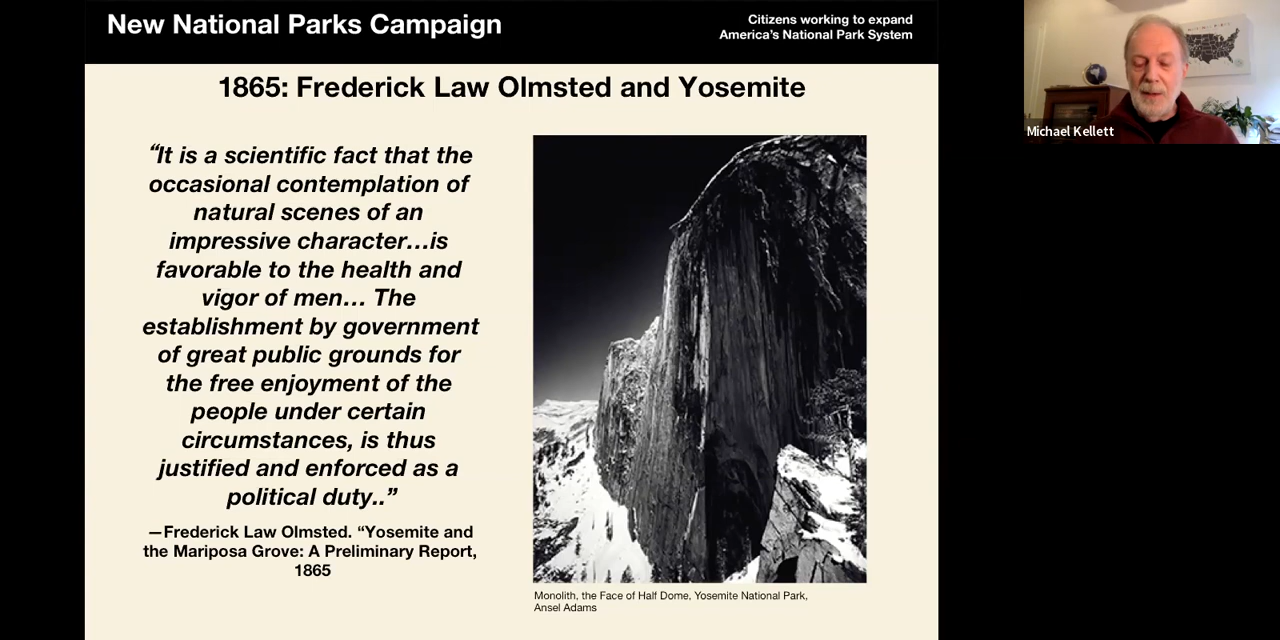 New National Parks Campaign
Citizens working to expand
America's National Park System
1865: Frederick Law Olmsted and Yosemite
“It is a scientific fact that the
occasional contemplation of
natural scenes of an
impressive character…is
favorable to the health and
vigor of men… The
establishment by government
of great public grounds for
the free enjoyment of the
people under certain
circumstances, is thus
justified and enforced as a
political duty..”
—Frederick Law Olmsted. “Yosemite and
the Mariposa Grove: A Preliminary Report,
1865
Monolith, the Face of Half Dome, Yosemite National Park,
Ansel Adams
Michael Kellett